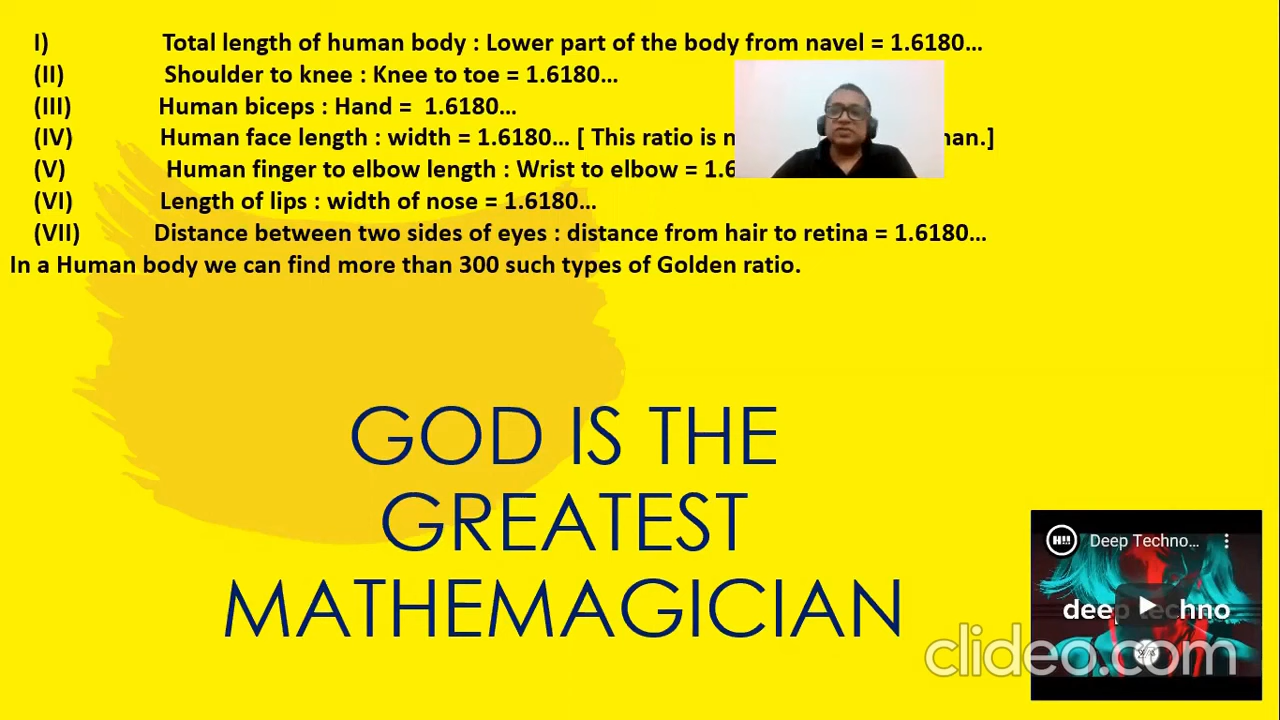 I) Total length of human body : Lower part of the body from navel = 1.6180…
(II) Shoulder to knee : Knee to toe = 1.6180…
(III) Human biceps : Hand = 1.6180…
(IV) Human face length : width = 1.6180… [ This ratio is n han.]
(V) Human finger to elbow length : Wrist to elbow = 1.6
(VI) Length of lips : width of nose = 1.6180…
(VII) Distance between two sides of eyes : distance from hair to retina = 1.6180…
In a Human body we can find more than 300 such types of Golden ratio.
GOD IS THE
GREATEST
MATHEMAGICIAN
H!!
Deep Techno…
deep techno
clideo.com